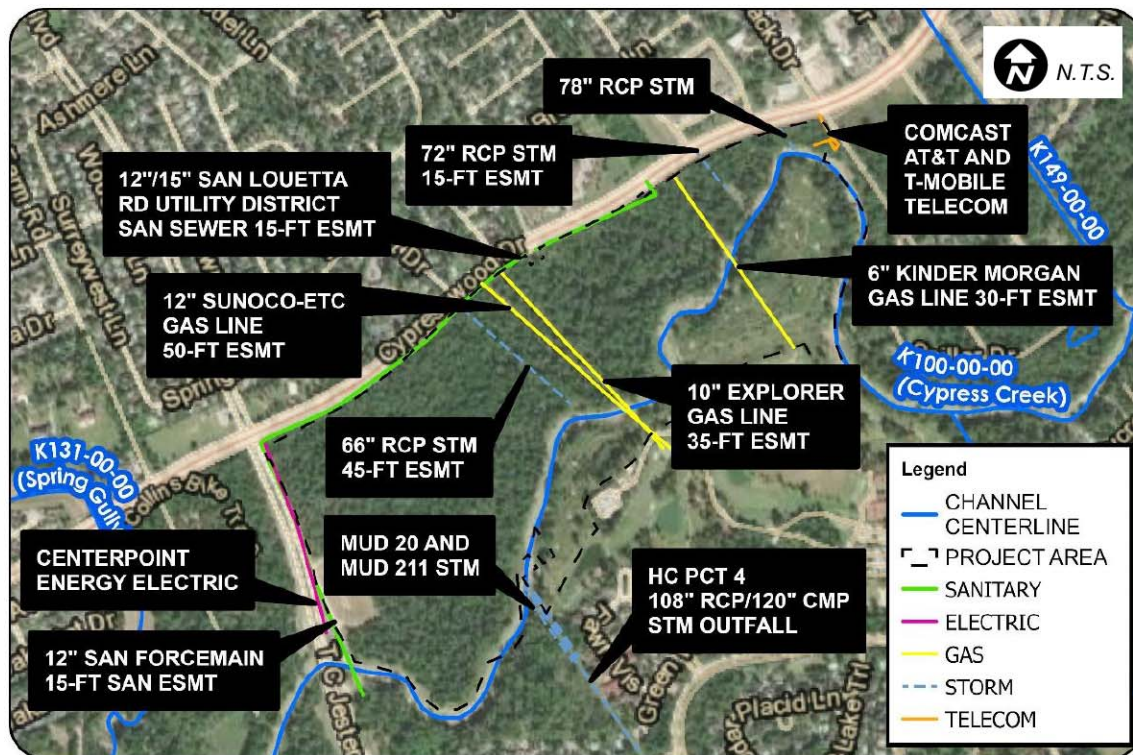 Ashmere Ln
N.T.S.
78" RCP STM
72" RCP STM
15-FT ESMT
COMCAST
AT&T AND
T-MOBILE
TELECOM
K149-00-00
12"/15" SAN LOUETTA
RD UTILITY DISTRICT
SAN SEWER 15-FT ESMT
Surreywest Ln
12" SUNOCO-ETC
GAS LINE
50-FT ESMT
6" KINDER MORGAN
GAS LINE 30-FT ESMT
K100-00-00
(Cypress Creek)
10" EXPLORER
GAS LINE
35-FT ESMT
66" RCP STM
45-FT ESMT
K131-00-00
(Spring Gully
CENTERPOINT
ENERGY ELECTRIC
MUD 20 AND
MUD 211 STM
HC PCT 4
108" RCP/120" CMP
STM OUTFALL
12" SAN FORCEMAIN
15-FT SAN ESMT
T C Jester
Green
Placid Ln
Legend
CHANNEL
CENTERLINE
PROJECT AREA
SANITARY
ELECTRIC
GAS
STORM
TELECOM